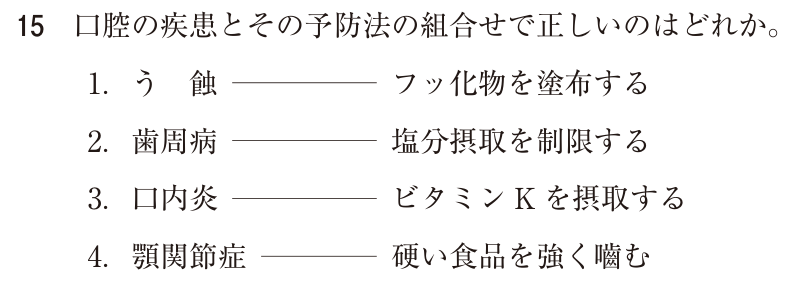 15 口腔の疾患とその予防法の組合せで正しいのはどれか。
1. う 蝕 ――――― フッ化物を塗布する
2. 歯周病 ――――― 塩分摂取を制限する
3. 口内炎 ――――― ビタミン K を摂取する
4. 顎関節症 ―――― 硬い食品を強く嚙む